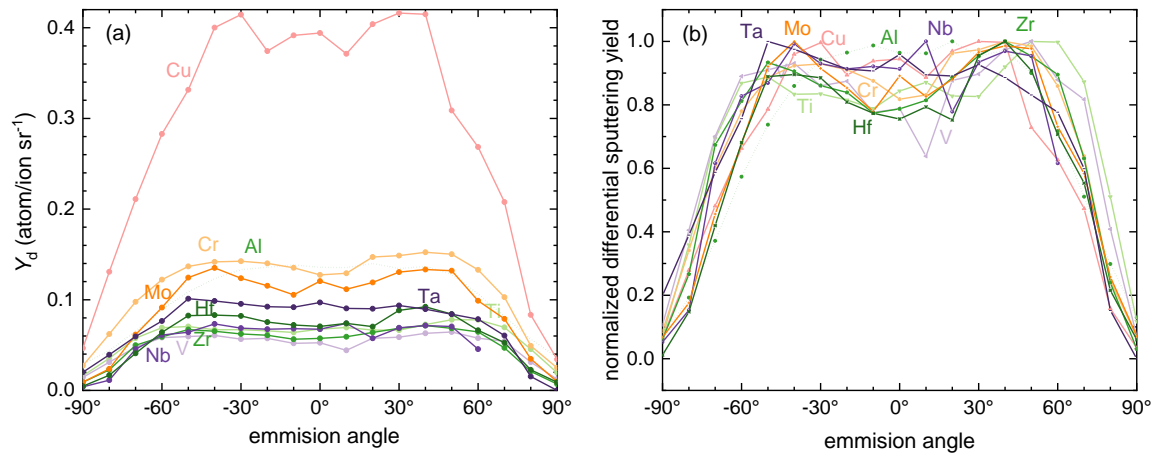 (a)
Cu
Cr
Al
Mo
Hf
Ta
Ti
Zr
Nb
V
0.0
0.1
0.2
0.3
0.4
Y_d (atom/ion sr⁻¹)
-90° -60° -30° 0° 30° 60° 90°
emmision angle
(b)
Ta
Mo
Cu
Al
Nb
Zr
Cr
Ti
Hf
V
0.0
0.2
0.4
0.6
0.8
1.0
normalized differential sputtering yield
-90° -60° -30° 0° 30° 60° 90°
emmision angle